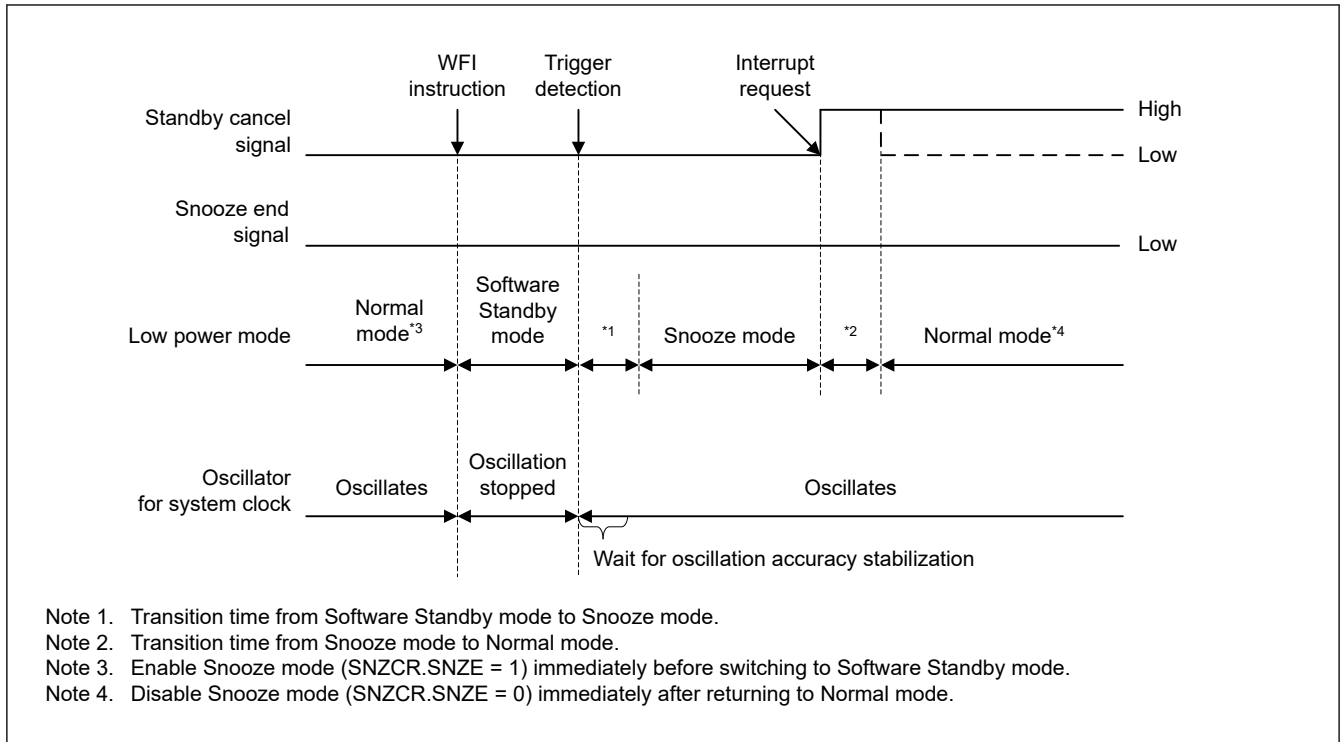 WFI
instruction
Trigger
detection
Interrupt
request
Standby cancel
signal
High
Low
Snooze end
signal
Low
Low power mode
Normal
mode*3
Software
Standby
mode
*1
Snooze mode
*2
Normal mode*4
Oscillator
for system clock
Oscillates
Oscillation
stopped
Oscillates
Wait for oscillation accuracy stabilization
Note 1. Transition time from Software Standby mode to Snooze mode.
Note 2. Transition time from Snooze mode to Normal mode.
Note 3. Enable Snooze mode (SNZCR.SNZE = 1) immediately before switching to Software Standby mode.
Note 4. Disable Snooze mode (SNZCR.SNZE = 0) immediately after returning to Normal mode.